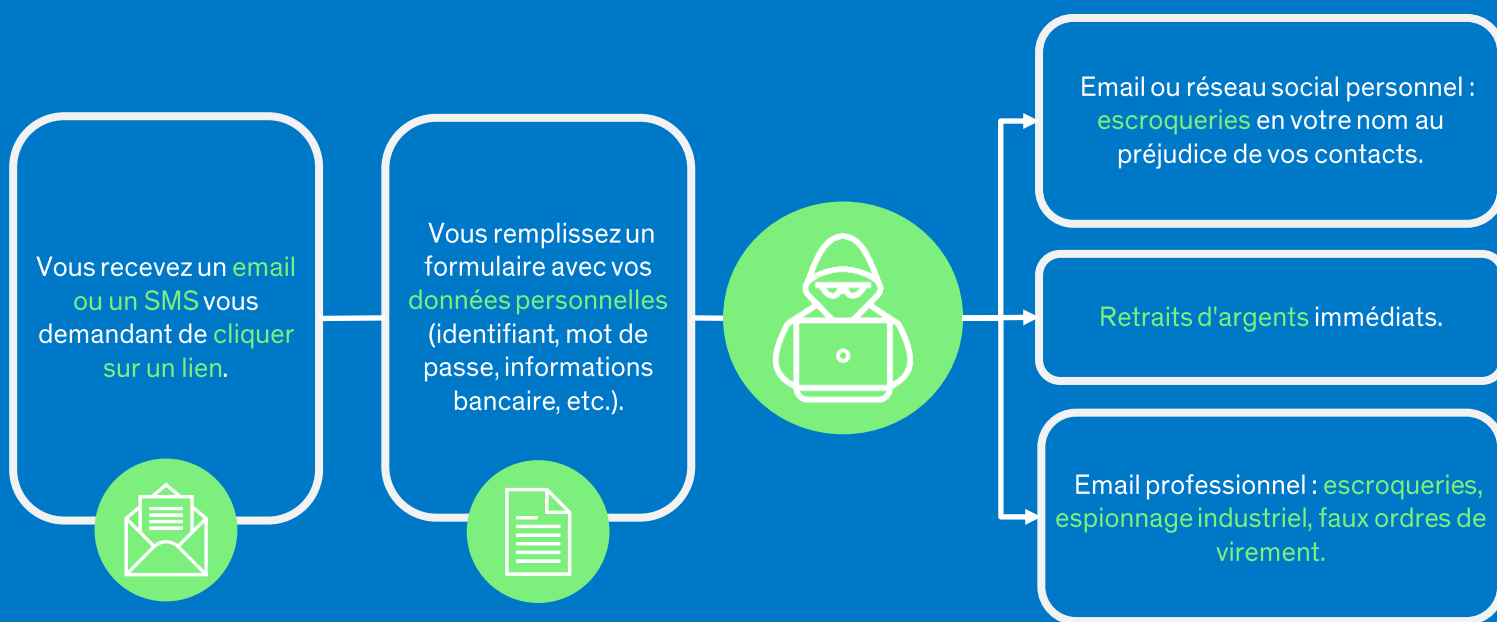 Vous recevez un email
ou un SMS vous
demandant de cliquer
sur un lien.
Vous remplissez un
formulaire avec vos
données personnelles
(identifiant, mot de
passe, informations
bancaire, etc.).
Email ou réseau social personnel :
escroqueries en votre nom au
préjudice de vos contacts.
Retraits d'argents immédiats.
Email professionnel : escroqueries,
espionnage industriel, faux ordres de
virement.